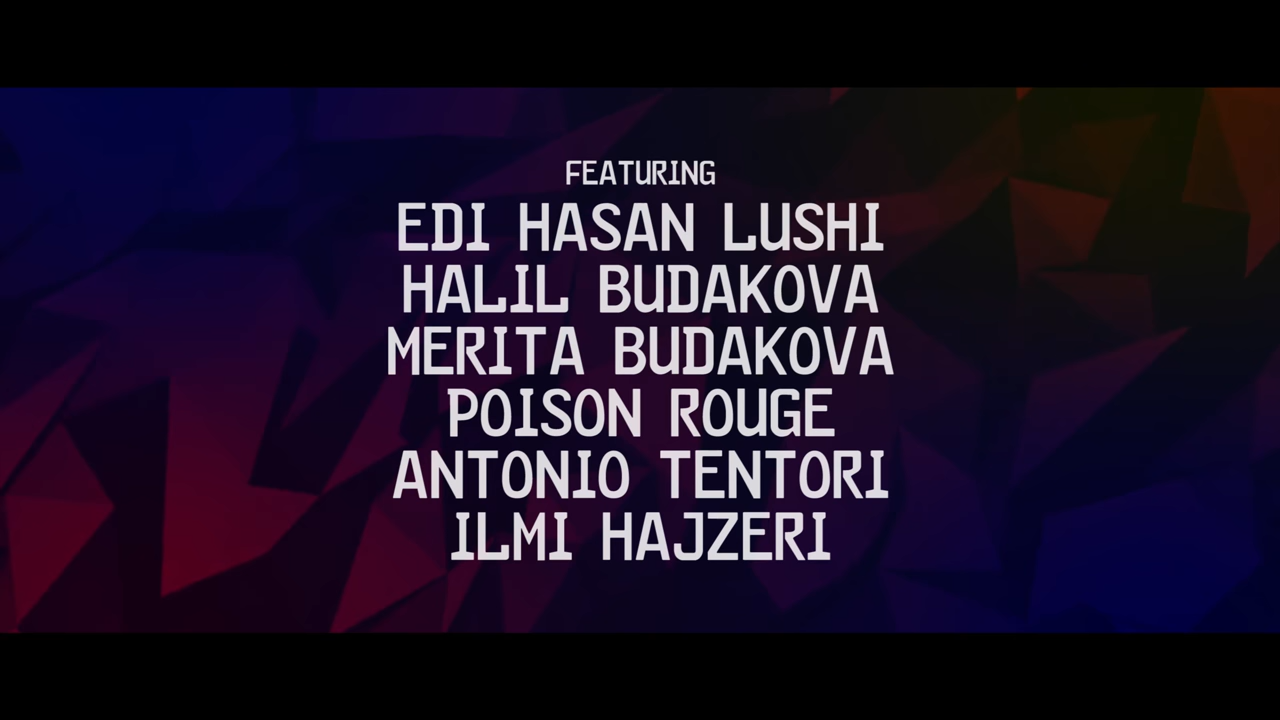 FEATURING
EDI HASAN LUSHI
HALIL BUDAKOVA
MERITA BUDAKOVA
POISON ROUGE
ANTONIO TENTORI
ILMI HAJZERI